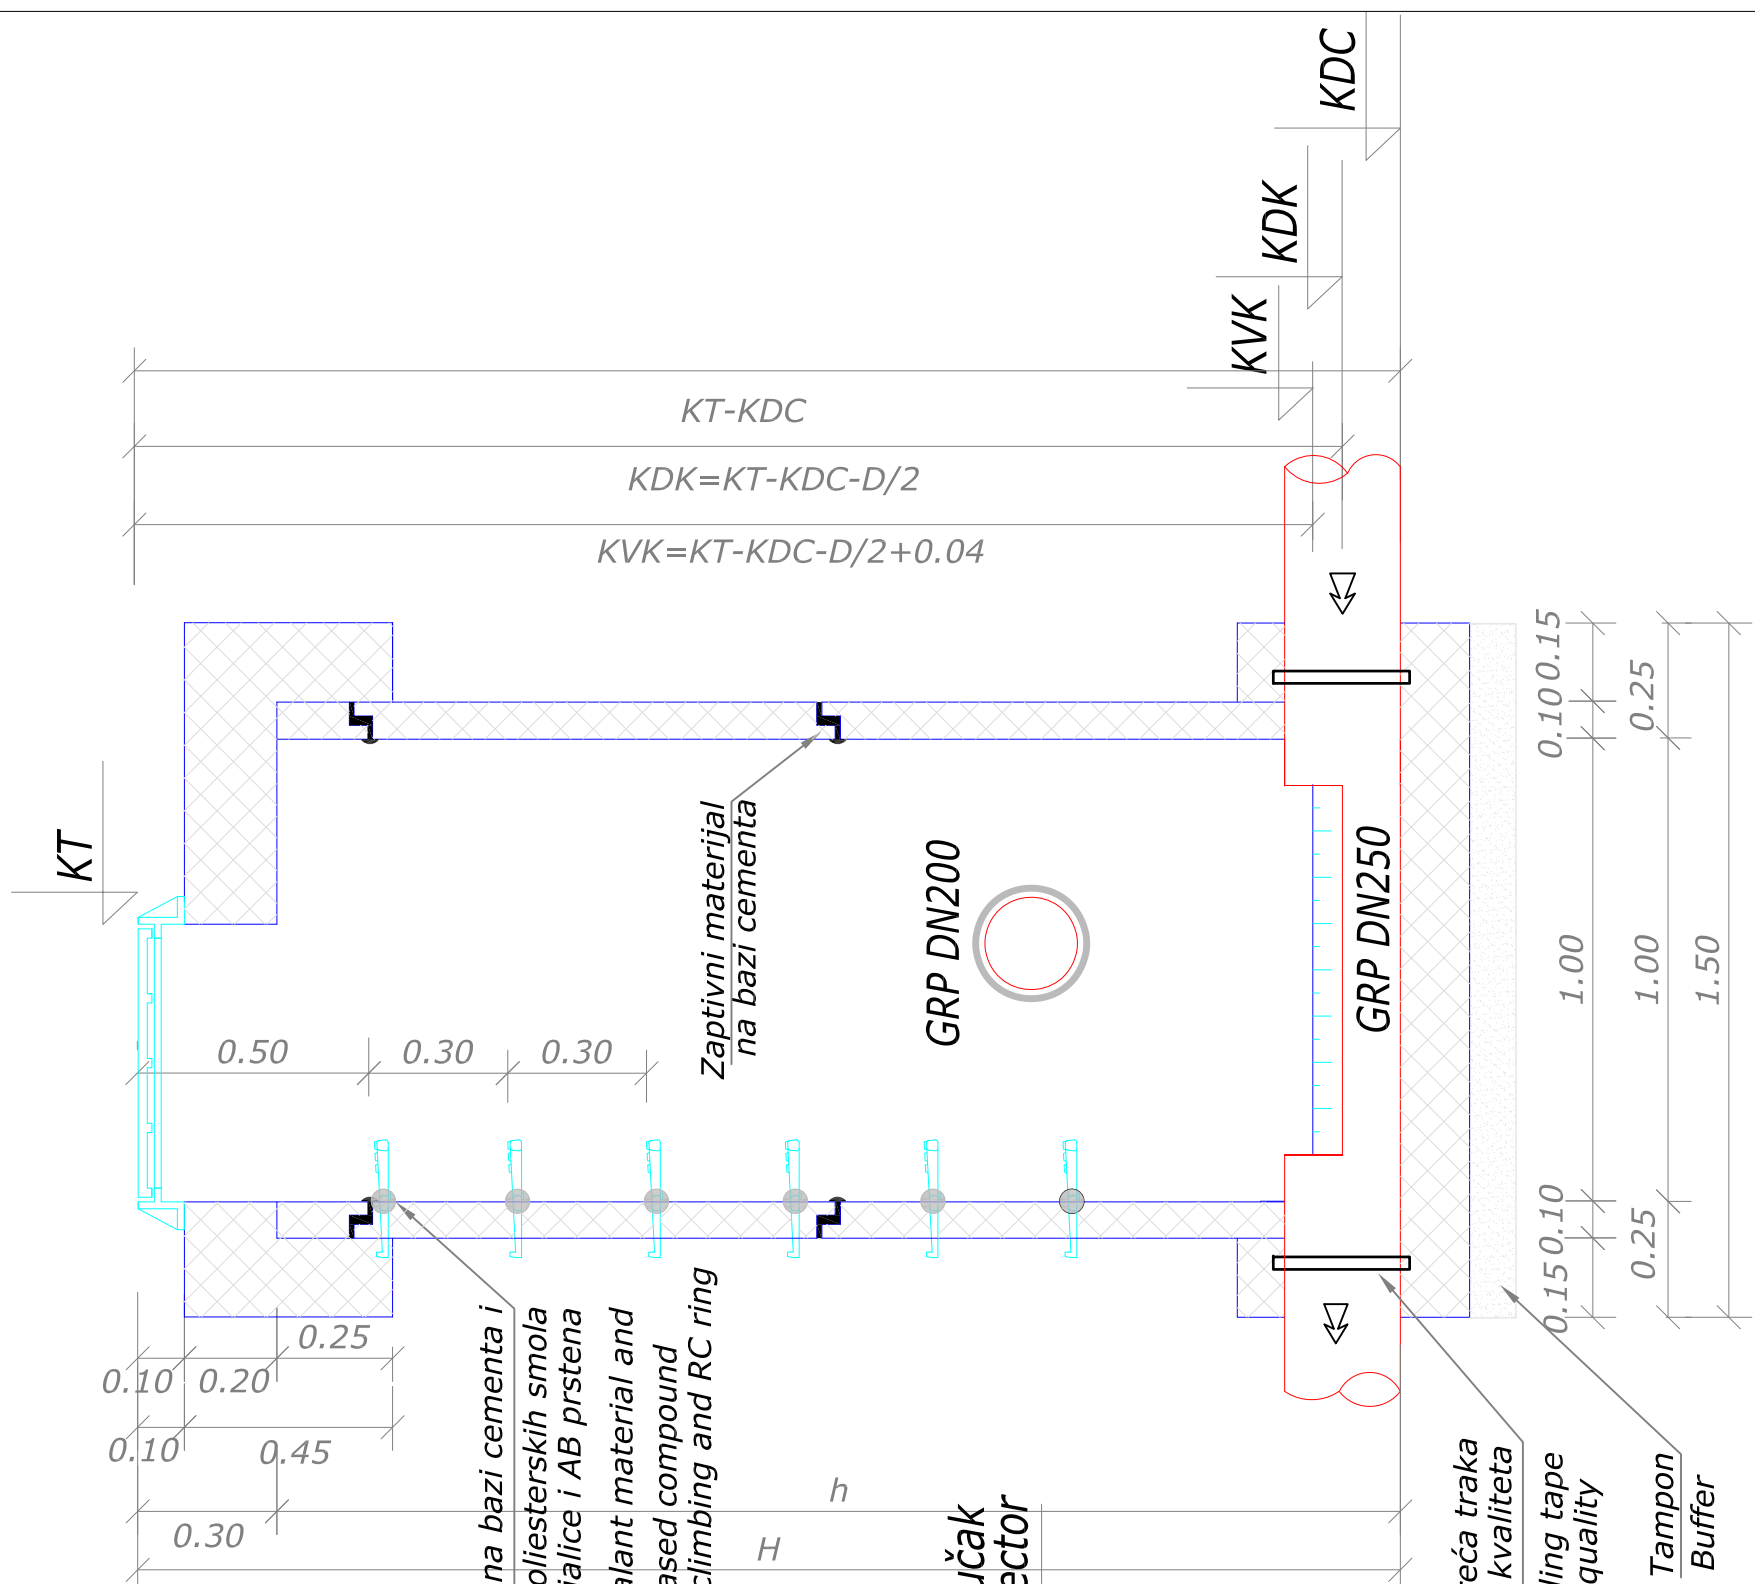 KDC
KDK
KVK
KT-KDC
KDK=KT-KDC-D/2
KVK=KT-KDC-D/2+0.04
KT
Zaptivni materijal
na bazi cementa
GRP DN200
GRP DN250
0.15
0.10
0.25
1.00
1.00
1.50
0.10
0.15
0.25
0.50
0.30
0.30
0.25
0.10
0.20
0.10
0.45
0.30
h
H
na bazi cementa i
oliesterskih smola
jalice i AB prstena
alant material and
ased compound
climbing and RC ring
učak
ector
reća traka
kvaliteta
ling tape
quality
Tampon
Buffer